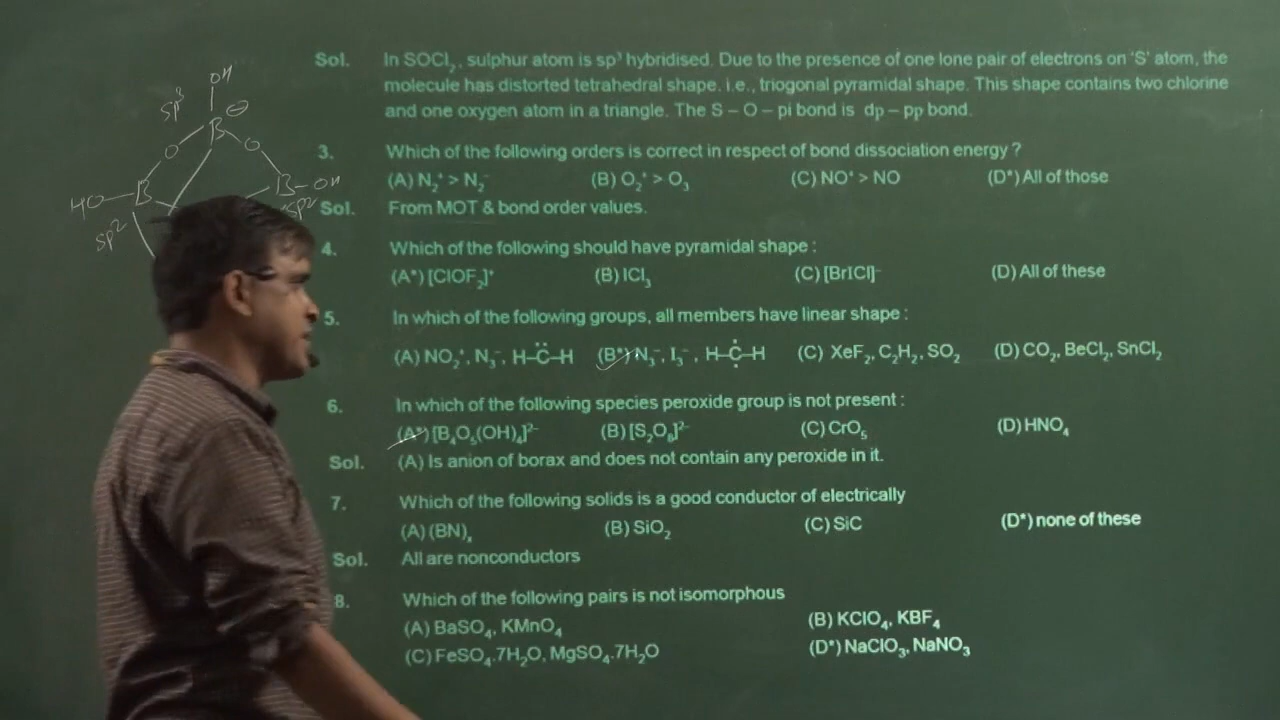 Sol. In SOCl₂, sulphur atom is sp³ hybridised. Due to the presence of one lone pair of electrons on 'S' atom, the
molecule has distorted tetrahedral shape. i.e., triogonal pyramidal shape. This shape contains two chlorine
and one oxygen atom in a triangle. The S – O – pi bond is dp – pp bond.
3. Which of the following orders is correct in respect of bond dissociation energy ?
(A) N₂⁺ > N₂⁻ (B) O₂⁺ > O₃ (C) NO⁺ > NO (D*) All of those
Sol. From MOT & bond order values.
4. Which of the following should have pyramidal shape :
(A*) [ClOF₂]⁺ (B) ICl₃ (C) [BrICl]⁻ (D) All of these
5. In which of the following groups, all members have linear shape :
(A) NO₂⁺, N₃⁻, H–C̈–H (B*) N₃⁻, I₃⁻, H–Ċ–H (C) XeF₂, C₂H₂, SO₂ (D) CO₂, BeCl₂, SnCl₂
6. In which of the following species peroxide group is not present :
(A*) [B₄O₅(OH)₄]²⁻ (B) [S₂O₈]²⁻ (C) CrO₅ (D) HNO₄
Sol. (A) Is anion of borax and does not contain any peroxide in it.
7. Which of the following solids is a good conductor of electrically
(A) (BN)ₓ (B) SiO₂ (C) SiC (D*) none of these
Sol. All are nonconductors
8. Which of the following pairs is not isomorphous
(A) BaSO₄, KMnO₄ (B) KClO₄, KBF₄
(C) FeSO₄.7H₂O, MgSO₄.7H₂O (D*) NaClO₃, NaNO₃
OH
sp³ ⊖
B
O O
HO–B B–OH
sp² sp²